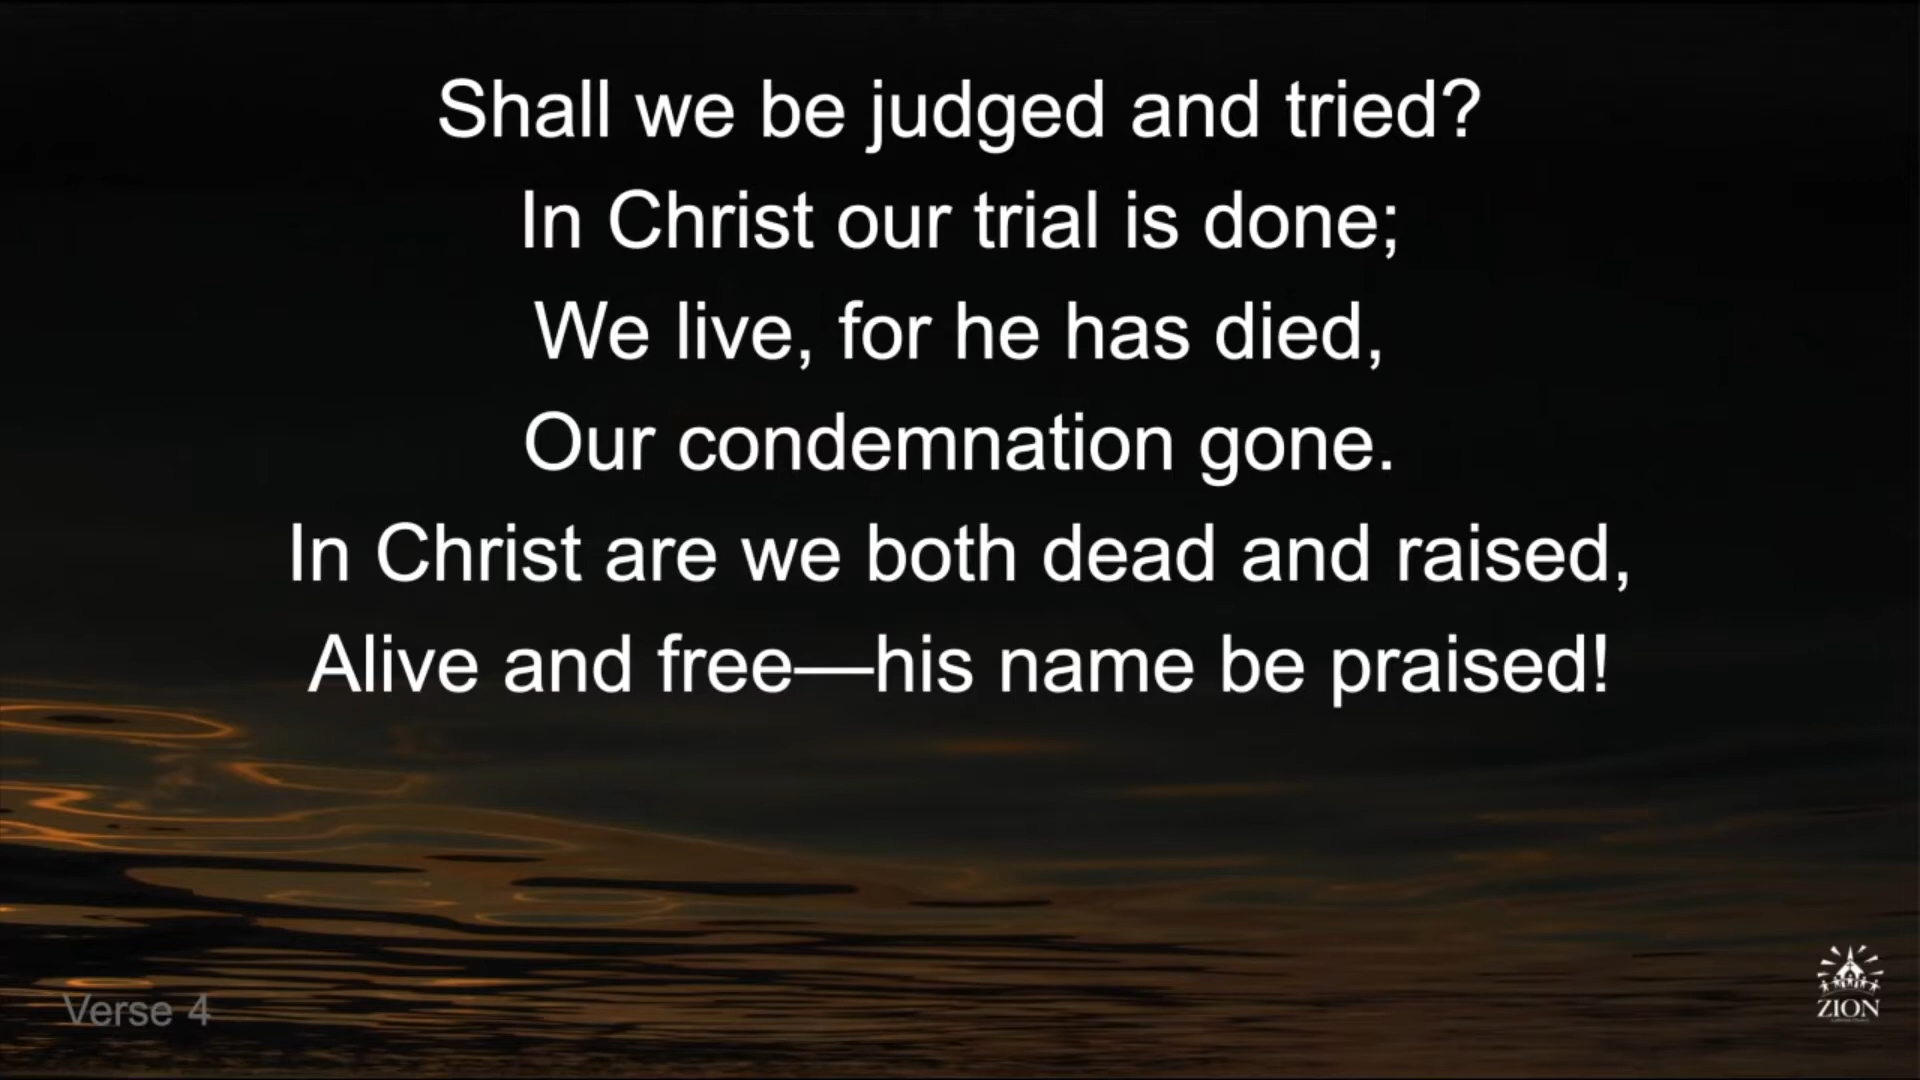 Shall we be judged and tried?
In Christ our trial is done;
We live, for he has died,
Our condemnation gone.
In Christ are we both dead and raised,
Alive and free—his name be praised!
Verse 4
ZION